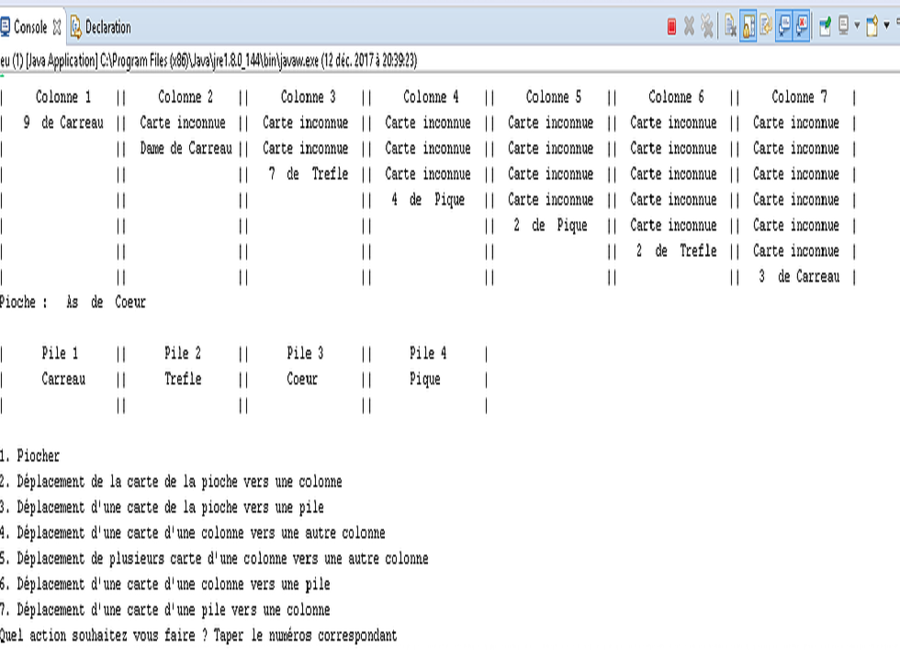 Console Declaration
eu (1) [Java Application] C:\Program Files (x86)\Java\jre1.8.0_144\bin\javaw.exe (12 déc. 2017 à 20:39:23)
| Colonne 1 || Colonne 2 || Colonne 3 || Colonne 4 || Colonne 5 || Colonne 6 || Colonne 7 |
| 9 de Carreau || Carte inconnue || Carte inconnue || Carte inconnue || Carte inconnue || Carte inconnue || Carte inconnue |
| || Dame de Carreau || Carte inconnue || Carte inconnue || Carte inconnue || Carte inconnue || Carte inconnue |
| || || 7 de Trefle || Carte inconnue || Carte inconnue || Carte inconnue || Carte inconnue |
| || || || 4 de Pique || Carte inconnue || Carte inconnue || Carte inconnue |
| || || || || 2 de Pique || Carte inconnue || Carte inconnue |
| || || || || || 2 de Trefle || Carte inconnue |
| || || || || || || 3 de Carreau |
Pioche : As de Coeur
| Pile 1 || Pile 2 || Pile 3 || Pile 4 |
| Carreau || Trefle || Coeur || Pique |
| || || || |
1. Piocher
2. Déplacement de la carte de la pioche vers une colonne
3. Déplacement d'une carte de la pioche vers une pile
4. Déplacement d'une carte d'une colonne vers une autre colonne
5. Déplacement de plusieurs carte d'une colonne vers une autre colonne
6. Déplacement d'une carte d'une colonne vers une pile
7. Déplacement d'une carte d'une pile vers une colonne
Quel action souhaitez vous faire ? Taper le numéros correspondant